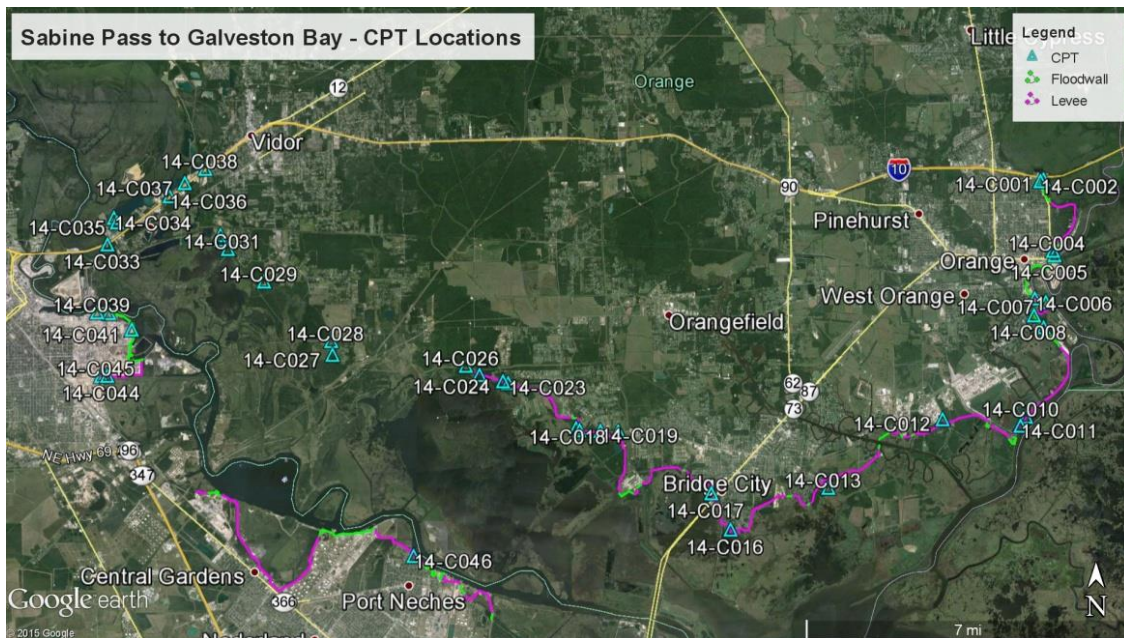 Sabine Pass to Galveston Bay - CPT Locations
Legend
CPT
Floodwall
Levee
Little Cypress
Orange
12
Vidor
14-C038
14-C037
14-C036
14-C035
14-C034
14-C031
14-C033
14-C029
10
90
14-C001
14-C002
Pinehurst
14-C004
Orange
14-C005
West Orange
14-C006
14-C007
14-C008
14-C039
14-C041
14-C045
14-C044
14-C028
14-C027
Orangefield
14-C026
14-C024
14-C023
62
87
73
14-C018
14-C019
14-C012
14-C010
14-C011
NE Hwy 69
96
347
Bridge City
14-C013
14-C017
14-C016
14-C046
Central Gardens
366
Port Neches
Google earth
© 2015 Google
7 mi
N